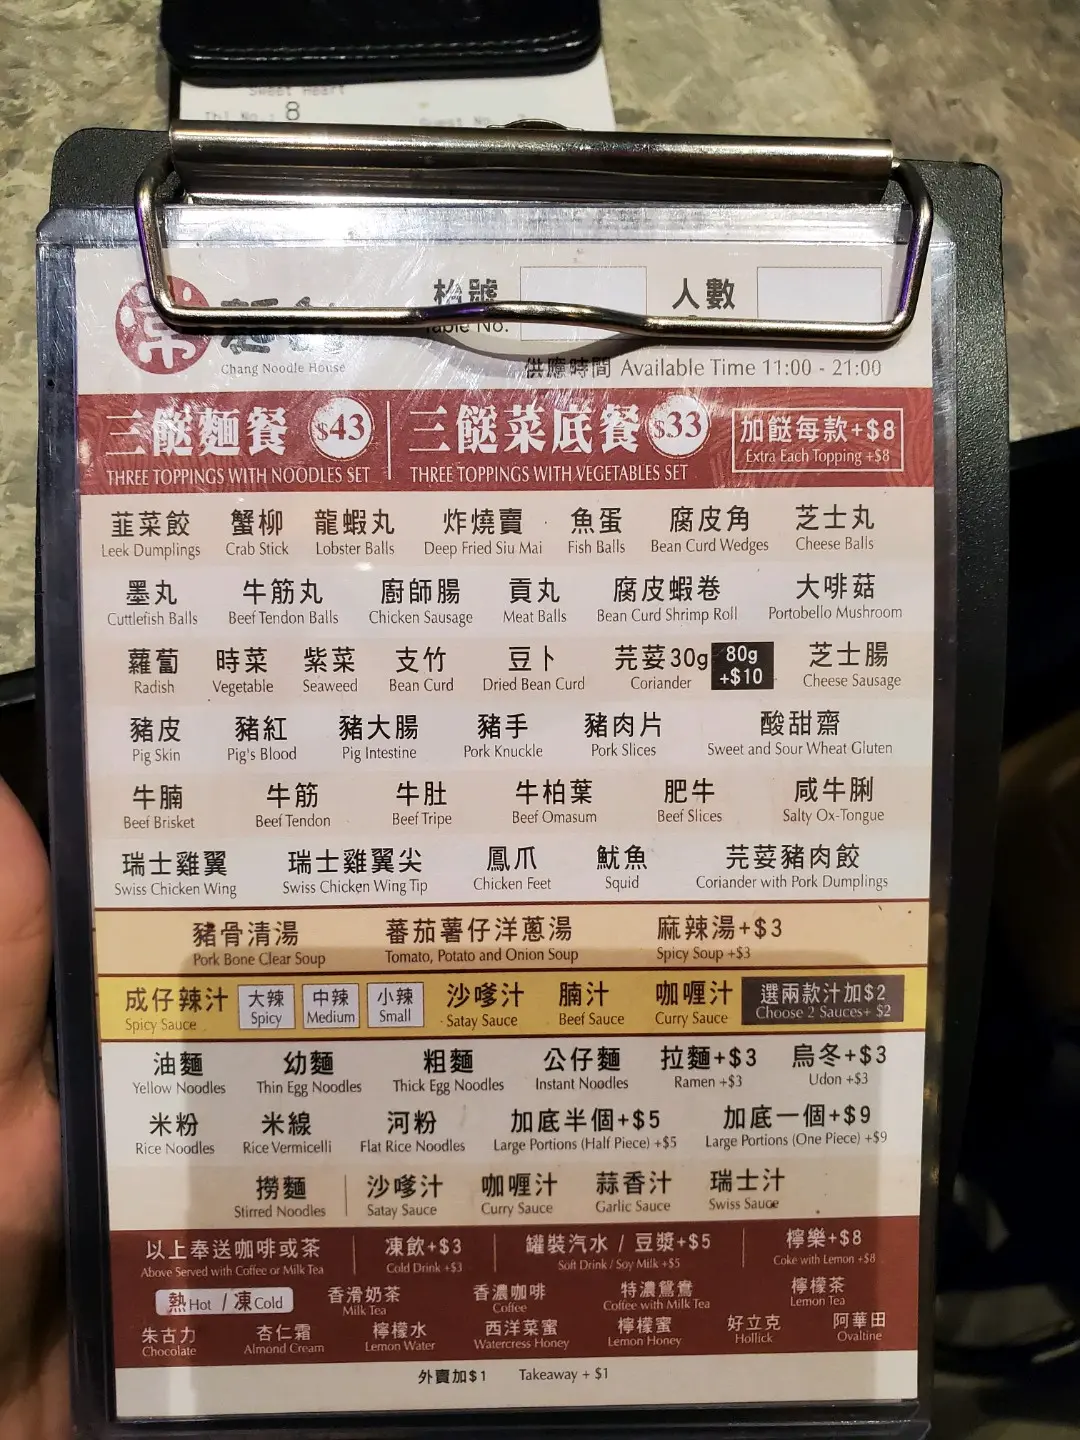 Sweet Heart
8
常
枱號
人數
Table No.
Chang Noodle House
供應時間 Available Time 11:00 - 21:00
三餸麵餐 $43 三餸菜底餐 $33 加餸每款+$8
THREE TOPPINGS WITH NOODLES SET THREE TOPPINGS WITH VEGETABLES SET Extra Each Topping +$8
韮菜餃 蟹柳 龍蝦丸 炸燒賣 魚蛋 腐皮角 芝士丸
Leek Dumplings Crab Stick Lobster Balls Deep Fried Siu Mai Fish Balls Bean Curd Wedges Cheese Balls
墨丸 牛筋丸 廚師腸 貢丸 腐皮蝦卷 大啡菇
Cuttlefish Balls Beef Tendon Balls Chicken Sausage Meat Balls Bean Curd Shrimp Roll Portobello Mushroom
蘿蔔 時菜 紫菜 支竹 豆卜 芫荽30g 80g +$10 芝士腸
Radish Vegetable Seaweed Bean Curd Dried Bean Curd Coriander Cheese Sausage
豬皮 豬紅 豬大腸 豬手 豬肉片 酸甜齋
Pig Skin Pig's Blood Pig Intestine Pork Knuckle Pork Slices Sweet and Sour Wheat Gluten
牛腩 牛筋 牛肚 牛柏葉 肥牛 咸牛脷
Beef Brisket Beef Tendon Beef Tripe Beef Omasum Beef Slices Salty Ox-Tongue
瑞士雞翼 瑞士雞翼尖 鳳爪 魷魚 芫荽豬肉餃
Swiss Chicken Wing Swiss Chicken Wing Tip Chicken Feet Squid Coriander with Pork Dumplings
豬骨清湯 蕃茄薯仔洋蔥湯 麻辣湯+$3
Pork Bone Clear Soup Tomato, Potato and Onion Soup Spicy Soup +$3
成仔辣汁 大辣 中辣 小辣 沙嗲汁 腩汁 咖喱汁 選兩款汁加$2
Spicy Sauce Spicy Medium Small Satay Sauce Beef Sauce Curry Sauce Choose 2 Sauces+ $2
油麵 幼麵 粗麵 公仔麵 拉麵+$3 烏冬+$3
Yellow Noodles Thin Egg Noodles Thick Egg Noodles Instant Noodles Ramen +$3 Udon +$3
米粉 米線 河粉 加底半個+$5 加底一個+$9
Rice Noodles Rice Vermicelli Flat Rice Noodles Large Portions (Half Piece) +$5 Large Portions (One Piece) +$9
撈麵 沙嗲汁 咖喱汁 蒜香汁 瑞士汁
Stirred Noodles Satay Sauce Curry Sauce Garlic Sauce Swiss Sauce
以上奉送咖啡或茶 凍飲+$3 罐裝汽水 / 豆漿+$5 檸樂+$8
Above Served with Coffee or Milk Tea Cold Drink +$3 Soft Drink / Soy Milk +$5 Coke with Lemon +$8
熱 Hot / 凍 Cold 香滑奶茶 香濃咖啡 特濃鴛鴦 檸檬茶
Milk Tea Coffee Coffee with Milk Tea Lemon Tea
朱古力 杏仁霜 檸檬水 西洋菜蜜 檸檬蜜 好立克 阿華田
Chocolate Almond Cream Lemon Water Watercress Honey Lemon Honey Hollick Ovaltine
外賣加$1 Takeaway + $1